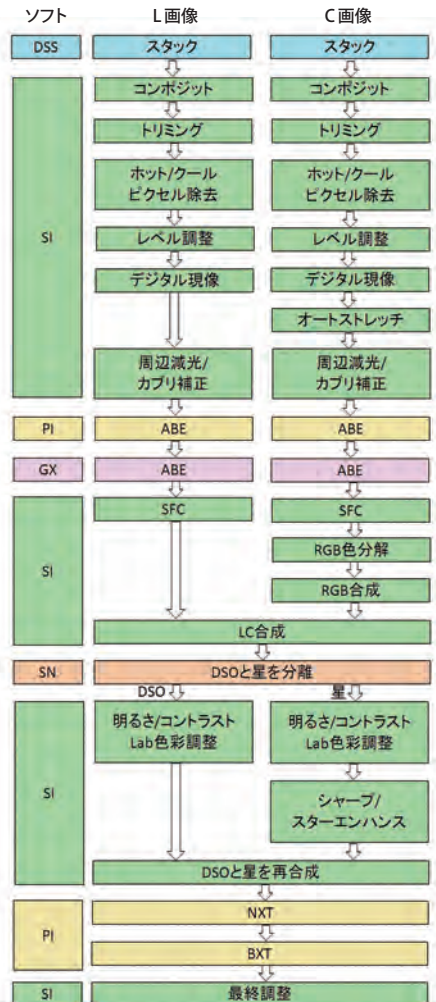 ソフト L画像 C画像
DSS スタック スタック
SI
コンポジット コンポジット
トリミング トリミング
ホット/クール ホット/クール
ピクセル除去 ピクセル除去
レベル調整 レベル調整
デジタル現像 デジタル現像
オートストレッチ
周辺減光/ 周辺減光/
カブリ補正 カブリ補正
PI ABE ABE
GX ABE ABE
SI
SFC SFC
RGB色分解
RGB合成
LC合成
SN DSOと星を分離
DSO 星
SI
明るさ/コントラスト 明るさ/コントラスト
Lab色彩調整 Lab色彩調整
シャープ/
スターエンハンス
DSOと星を再合成
PI
NXT
BXT
SI 最終調整